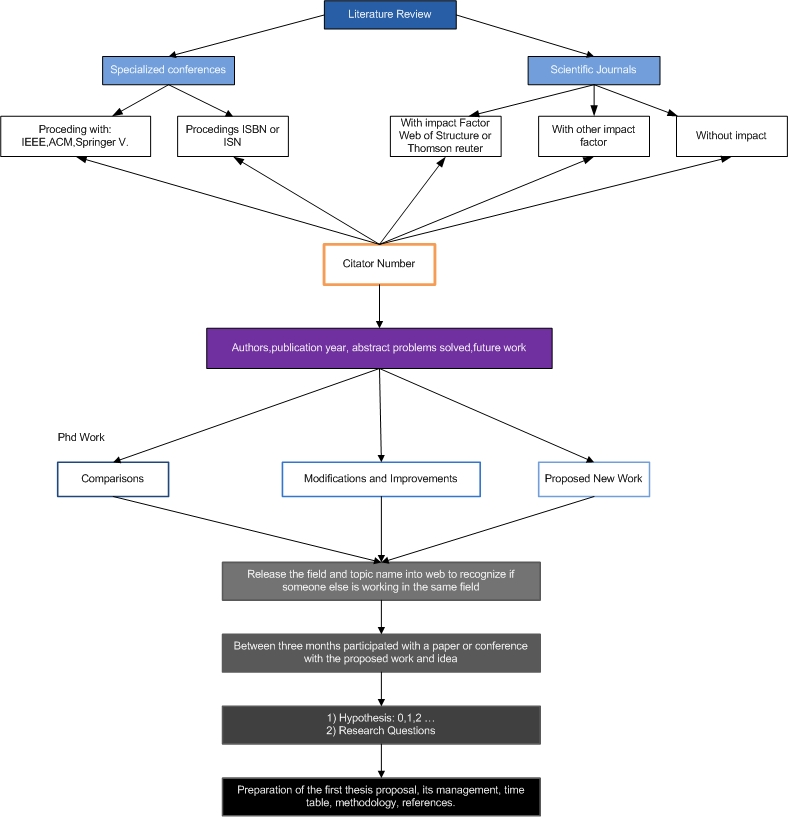 Literature Review
Specialized conferences
Scientific Journals
Proceding with:
IEEE,ACM,Springer V.
Procedings ISBN or
ISN
With impact Factor
Web of Structure or
Thomson reuter
With other impact
factor
Without impact
Citator Number
Authors,publication year, abstract problems solved,future work
Phd Work
Comparisons
Modifications and Improvements
Proposed New Work
Release the field and topic name into web to recognize if
someone else is working in the same field
Between three months participated with a paper or conference
with the proposed work and idea
1) Hypothesis: 0,1,2 ...
2) Research Questions
Preparation of the first thesis proposal, its management, time
table, methodology, references.